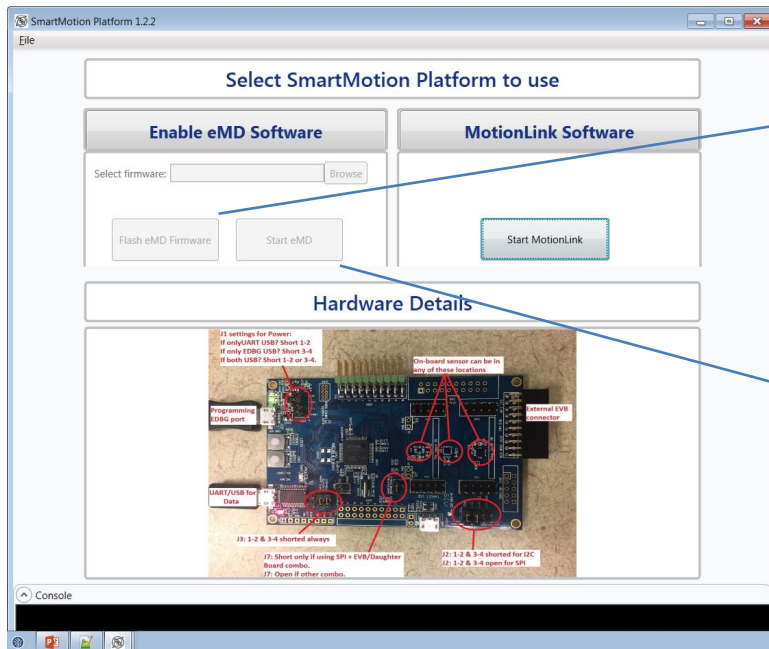 SmartMotion Platform 1.2.2
File
Select SmartMotion Platform to use
Enable eMD Software
MotionLink Software
Select firmware:
Browse
Flash eMD Firmware
Start eMD
Start MotionLink
Hardware Details
J1 settings for Power:
If onlyUART USB? Short 1-2
If only EDBG USB? Short 3-4
If both USB? Short 1-2 or 3-4.
On-board sensor can be in
any of these locations
Programming
EDBG port
External EVB
connector
UART/USB for
Data
J3: 1-2 & 3-4 shorted always
J7: Short only if using SPI + EVB/Daughter
Board combo.
J7: Open if other combo.
J2: 1-2 & 3-4 shorted for I2C
J2: 1-2 & 3-4 open for SPI
Console